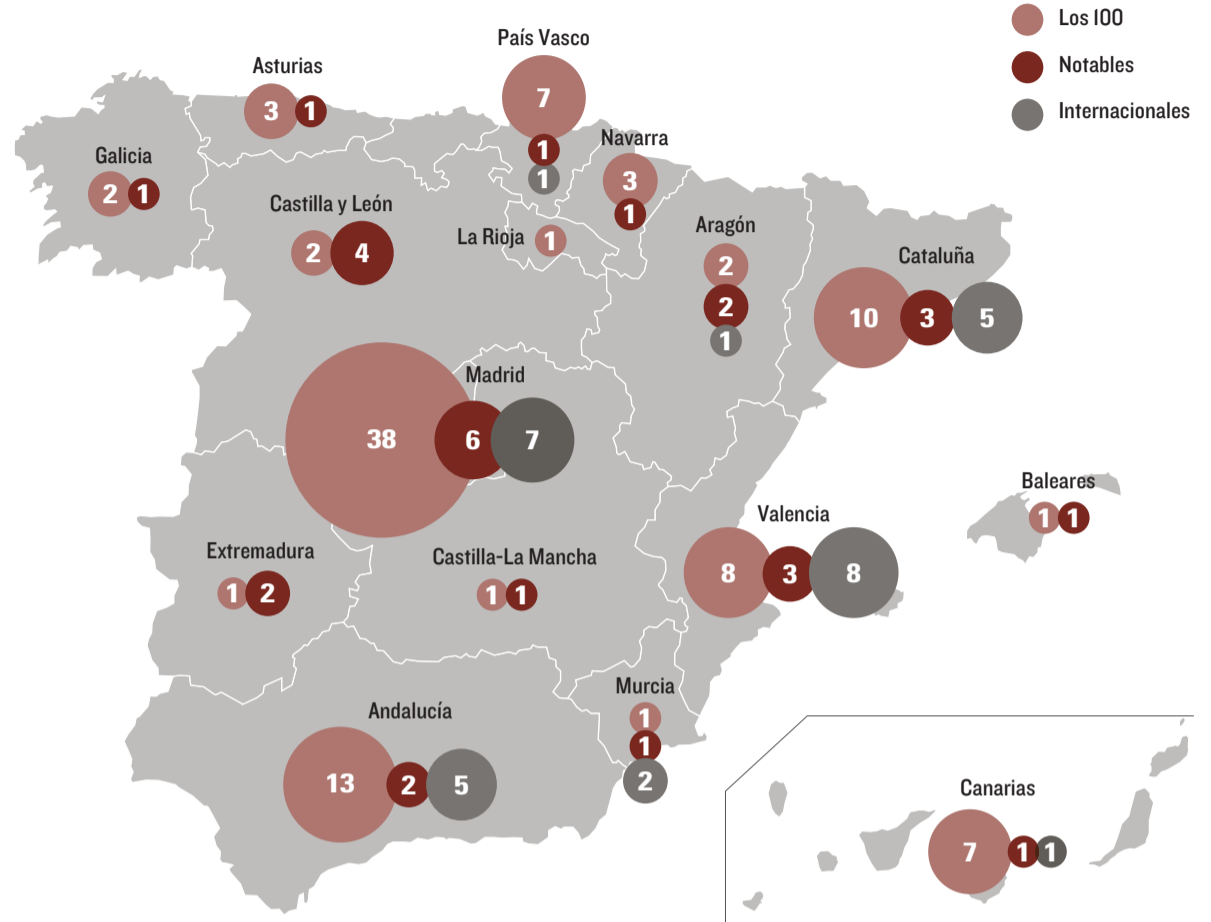 Los 100
Notables
Internacionales
País Vasco
7
1
1
Asturias
3 1
Navarra
3
1
Galicia
2 1
Castilla y León
2 4
La Rioja 1
Aragón
2
2
1
Cataluña
10 3 5
Madrid
38 6 7
Baleares
1 1
Valencia
8 3 8
Extremadura
1 2
Castilla-La Mancha
1 1
Murcia
1
1
2
Andalucía
13 2 5
Canarias
7 1 1